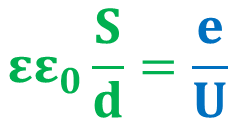 εε₀ S/d = e/U